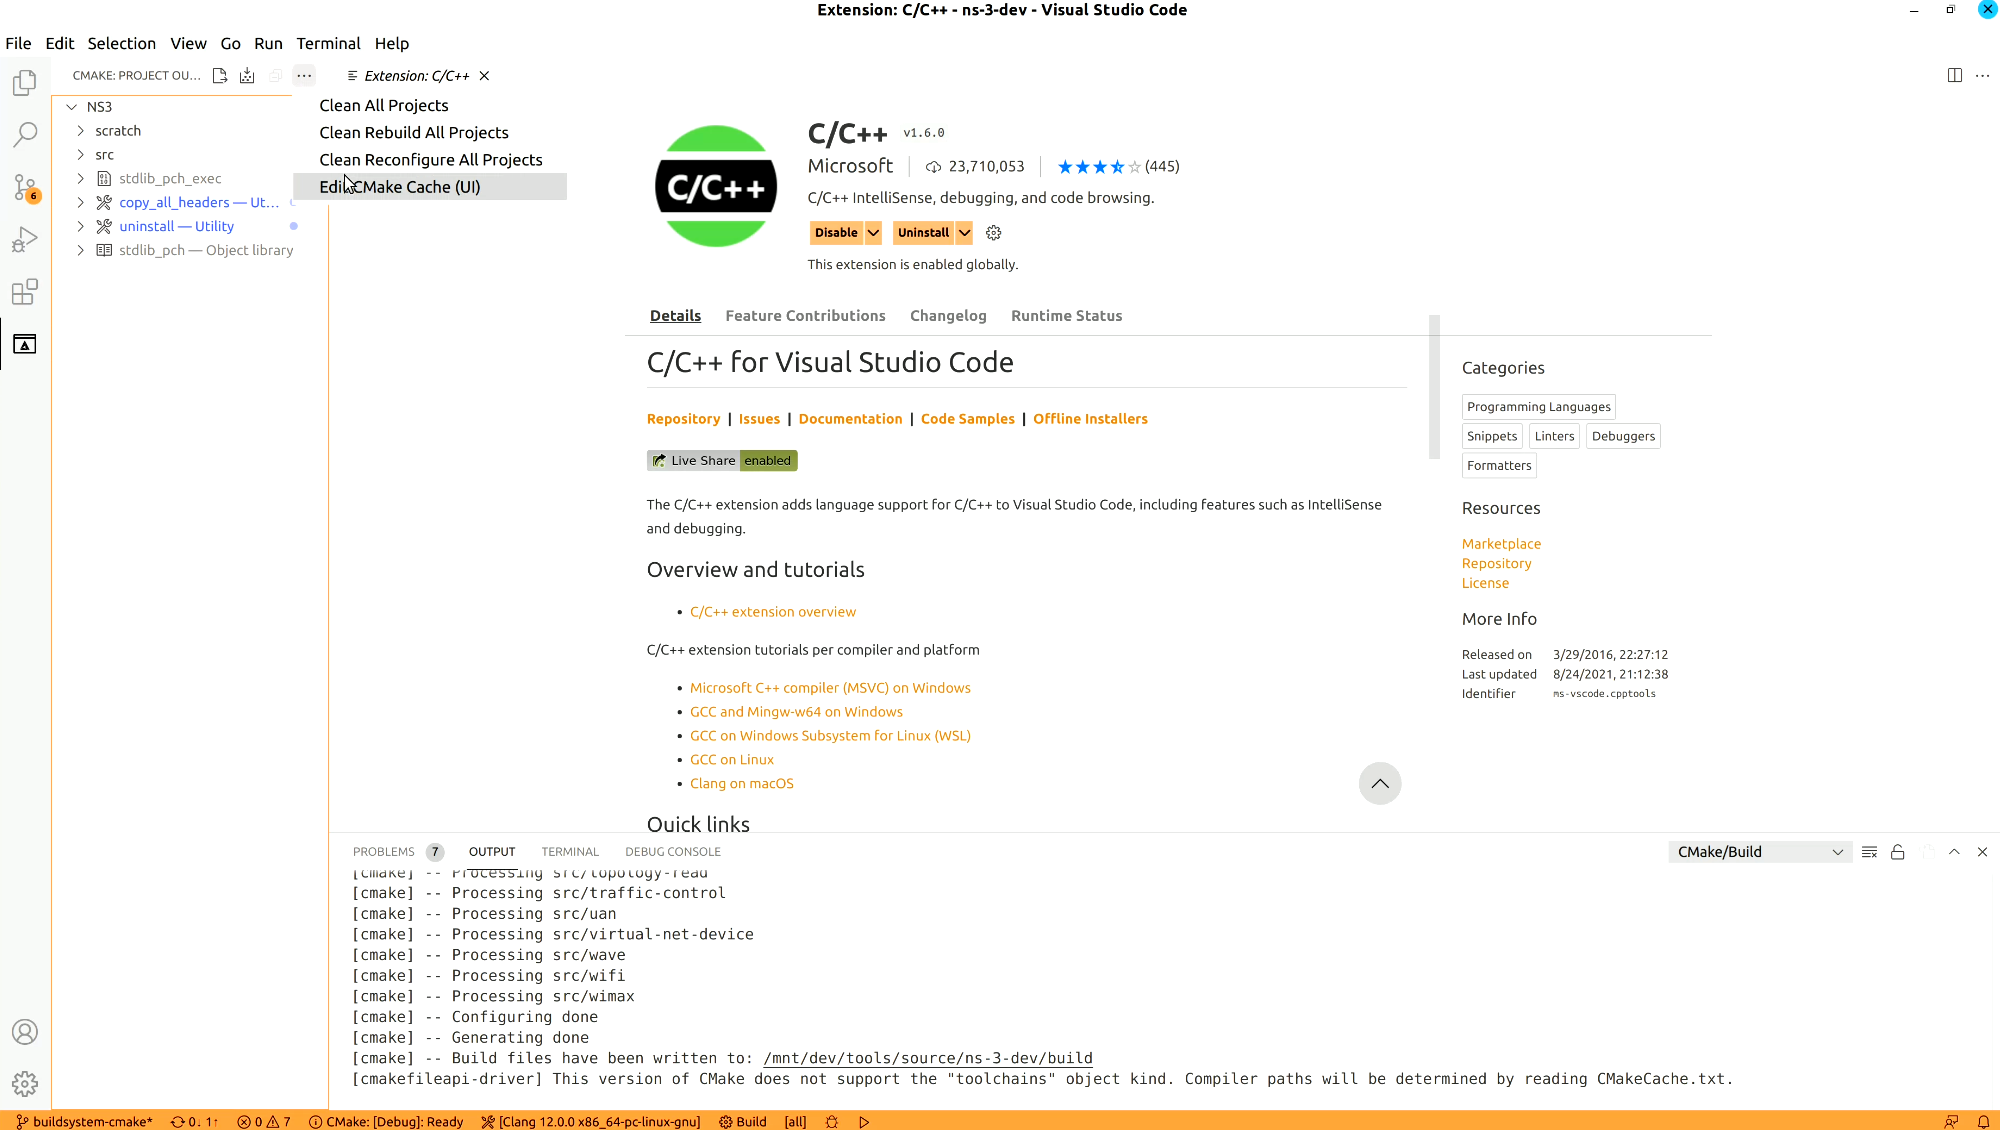 Extension: C/C++ - ns-3-dev - Visual Studio Code
File Edit Selection View Go Run Terminal Help
CMAKE: PROJECT OU...
Extension: C/C++
NS3
scratch
src
stdlib_pch_exec
copy_all_headers — Ut...
uninstall — Utility
stdlib_pch — Object library
Clean All Projects
Clean Rebuild All Projects
Clean Reconfigure All Projects
Edit CMake Cache (UI)
6
C/C++
C/C++ v1.6.0
Microsoft 23,710,053 (445)
C/C++ IntelliSense, debugging, and code browsing.
Disable Uninstall
This extension is enabled globally.
Details Feature Contributions Changelog Runtime Status
C/C++ for Visual Studio Code
Repository | Issues | Documentation | Code Samples | Offline Installers
Live Share enabled
The C/C++ extension adds language support for C/C++ to Visual Studio Code, including features such as IntelliSense
and debugging.
Overview and tutorials
• C/C++ extension overview
C/C++ extension tutorials per compiler and platform
• Microsoft C++ compiler (MSVC) on Windows
• GCC and Mingw-w64 on Windows
• GCC on Windows Subsystem for Linux (WSL)
• GCC on Linux
• Clang on macOS
Quick links
Categories
Programming Languages
Snippets Linters Debuggers
Formatters
Resources
Marketplace
Repository
License
More Info
Released on 3/29/2016, 22:27:12
Last updated 8/24/2021, 21:12:38
Identifier ms-vscode.cpptools
PROBLEMS 7 OUTPUT TERMINAL DEBUG CONSOLE CMake/Build
[cmake] -- Processing src/topology-read
[cmake] -- Processing src/traffic-control
[cmake] -- Processing src/uan
[cmake] -- Processing src/virtual-net-device
[cmake] -- Processing src/wave
[cmake] -- Processing src/wifi
[cmake] -- Processing src/wimax
[cmake] -- Configuring done
[cmake] -- Generating done
[cmake] -- Build files have been written to: /mnt/dev/tools/source/ns-3-dev/build
[cmakefileapi-driver] This version of CMake does not support the "toolchains" object kind. Compiler paths will be determined by reading CMakeCache.txt.
buildsystem-cmake* 0↓ 1↑ 0 7 CMake: [Debug]: Ready [Clang 12.0.0 x86_64-pc-linux-gnu] Build [all]